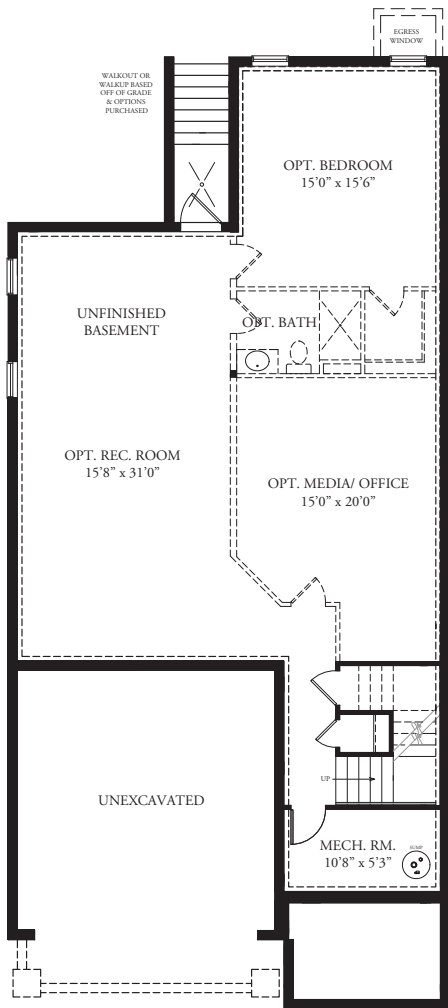 EGRESS
WINDOW
WALKOUT OR
WALKUP BASED
OFF OF GRADE
& OPTIONS
PURCHASED
OPT. BEDROOM
15'0" x 15'6"
UNFINISHED
BASEMENT
OPT. BATH
OPT. REC. ROOM
15'8" x 31'0"
OPT. MEDIA/ OFFICE
15'0" x 20'0"
UP
UNEXCAVATED
MECH. RM.
10'8" x 5'3"
SUMP